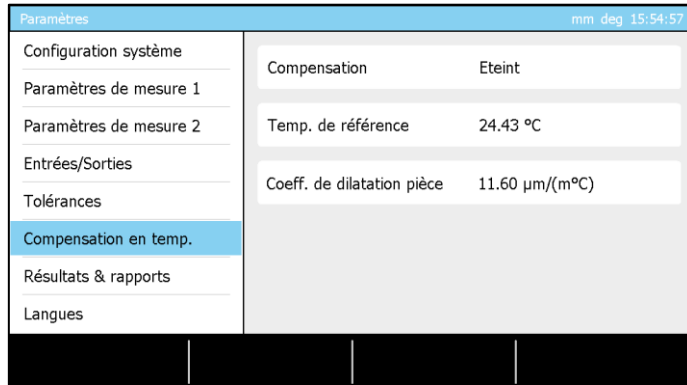 Paramètres mm deg 15:54:57
Configuration système
Paramètres de mesure 1
Paramètres de mesure 2
Entrées/Sorties
Tolérances
Compensation en temp.
Résultats & rapports
Langues
Compensation Eteint
Temp. de référence 24.43 ºC
Coeff. de dilatation pièce 11.60 µm/(mºC)